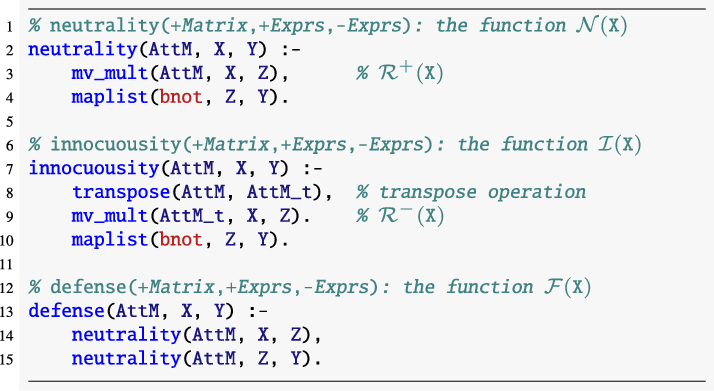 1 % neutrality(+Matrix,+Exprs,-Exprs): the function 𝒩(X)
2 neutrality(AttM, X, Y) :-
3     mv_mult(AttM, X, Z),      % ℛ⁺(X)
4     maplist(bnot, Z, Y).
5
6 % innocuousity(+Matrix,+Exprs,-Exprs): the function ℐ(X)
7 innocuousity(AttM, X, Y) :-
8     transpose(AttM, AttM_t),  % transpose operation
9     mv_mult(AttM_t, X, Z).    % ℛ⁻(X)
10     maplist(bnot, Z, Y).
11
12 % defense(+Matrix,+Exprs,-Exprs): the function ℱ(X)
13 defense(AttM, X, Y) :-
14     neutrality(AttM, X, Z),
15     neutrality(AttM, Z, Y).